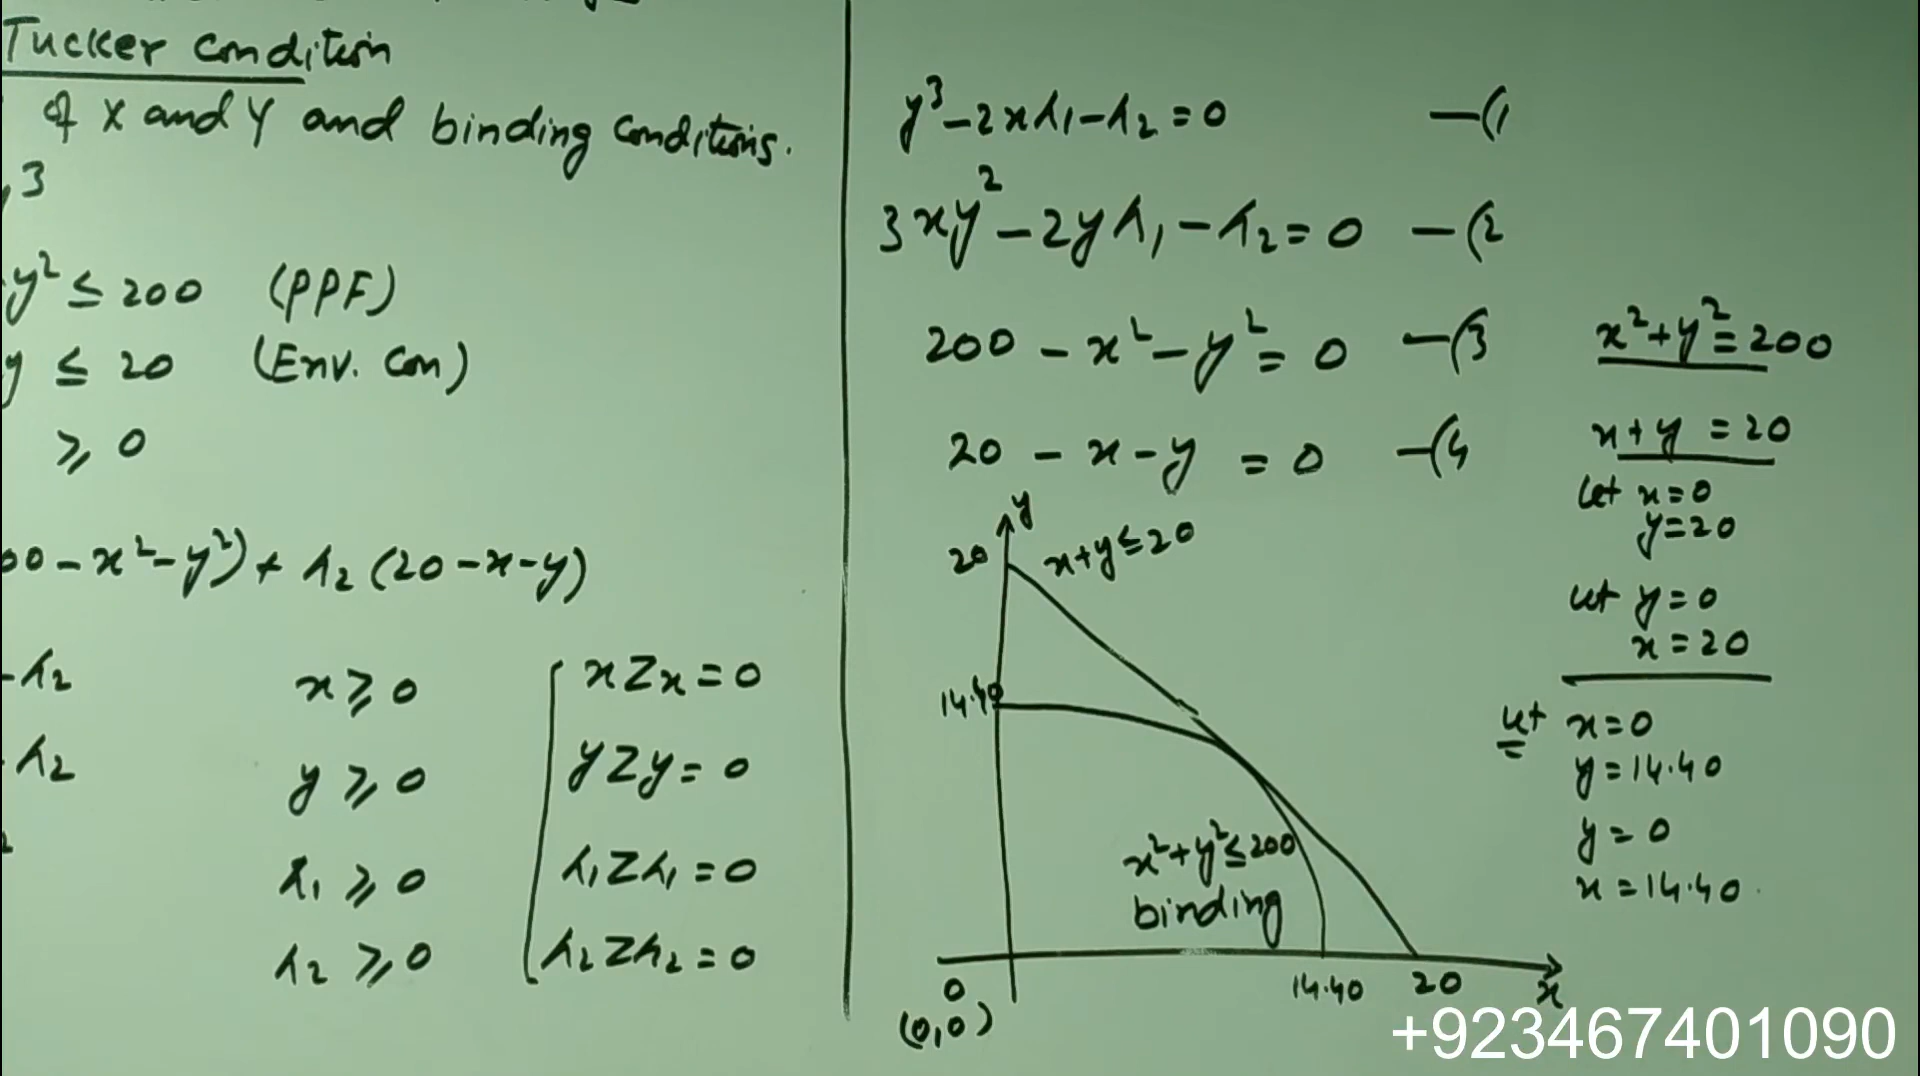 Tucker condition
of X and Y and binding conditions.
3
y² ≤ 200 (PPF)
y ≤ 20 (Env. Con)
≥ 0
00 - x² - y²) + λ₂ (20 - x - y)
- λ₂ x ≥ 0 xZx = 0
λ₂ y ≥ 0 yZy = 0
λ₁ ≥ 0 λ₁Zλ₁ = 0
λ₂ ≥ 0 λ₂Zλ₂ = 0
y³ - 2xλ₁ - λ₂ = 0 —(1
3xy² - 2yλ₁ - λ₂ = 0 —(2
200 - x² - y² = 0 —(3
20 - x - y = 0 —(4
y
20
x + y ≤ 20
14.40
x² + y² ≤ 200
binding
0
(0,0)
14.40
20
x
x² + y² = 200
x + y = 20
let x = 0
y = 20
let y = 0
x = 20
let x = 0
y = 14.40
y = 0
x = 14.40
+923467401090